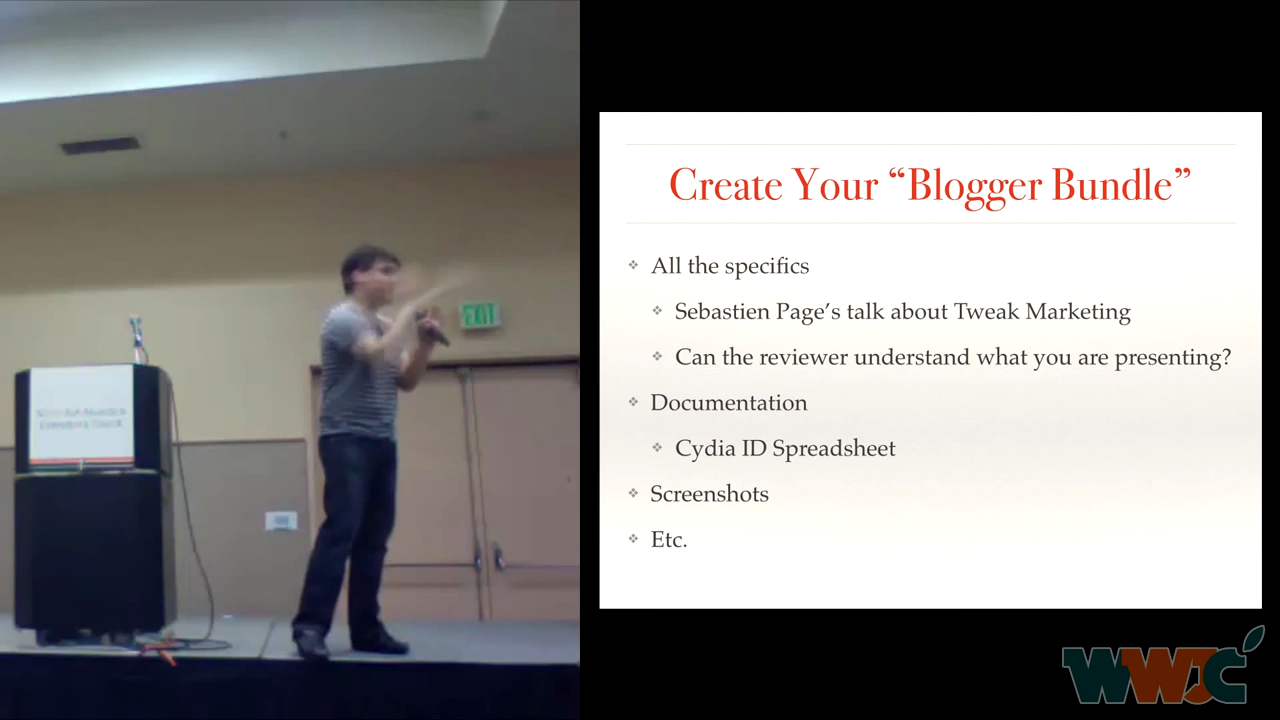 EXIT
Create Your “Blogger Bundle”
All the specifics
Sebastien Page’s talk about Tweak Marketing
Can the reviewer understand what you are presenting?
Documentation
Cydia ID Spreadsheet
Screenshots
Etc.
WWJC